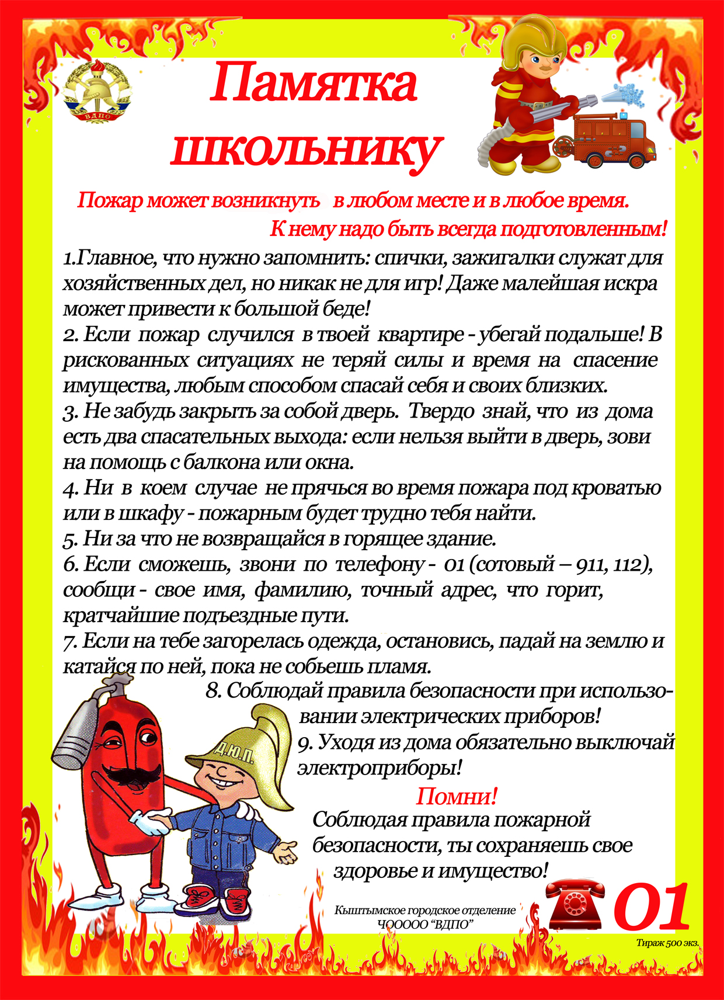 ВДПО
Памятка
школьнику
Пожар может возникнуть в любом месте и в любое время.
К нему надо быть всегда подготовленным!
1.Главное, что нужно запомнить: спички, зажигалки служат для
хозяйственных дел, но никак не для игр! Даже малейшая искра
может привести к большой беде!
2. Если пожар случился в твоей квартире - убегай подальше! В
рискованных ситуациях не теряй силы и время на спасение
имущества, любым способом спасай себя и своих близких.
3. Не забудь закрыть за собой дверь. Твердо знай, что из дома
есть два спасательных выхода: если нельзя выйти в дверь, зови
на помощь с балкона или окна.
4. Ни в коем случае не прячься во время пожара под кроватью
или в шкафу - пожарным будет трудно тебя найти.
5. Ни за что не возвращайся в горящее здание.
6. Если сможешь, звони по телефону - 01 (сотовый – 911, 112),
сообщи - свое имя, фамилию, точный адрес, что горит,
кратчайшие подъездные пути.
7. Если на тебе загорелась одежда, остановись, падай на землю и
катайся по ней, пока не собьешь пламя.
8. Соблюдай правила безопасности при использо-
вании электрических приборов!
9. Уходя из дома обязательно выключай
электроприборы!
Д.Ю.П.
Помни!
Соблюдая правила пожарной
безопасности, ты сохраняешь свое
здоровье и имущество!
Кыштымское городское отделение
ЧООООО “ВДПО”
01
Тираж 500 экз.